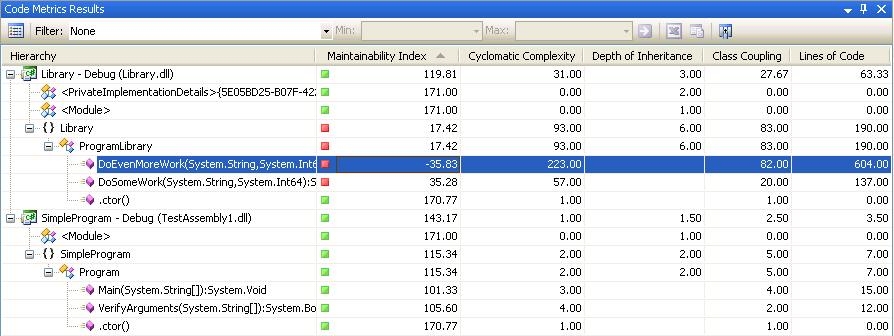 Code Metrics Results
Filter: None Min: Max:
Hierarchy Maintainability Index Cyclomatic Complexity Depth of Inheritance Class Coupling Lines of Code
Library - Debug (Library.dll) 119.81 31.00 3.00 27.67 63.33
<PrivateImplementationDetails>{5E05BD25-B07F-422 171.00 0.00 2.00 0.00 0.00
<Module> 171.00 0.00 1.00 0.00 0.00
{} Library 17.42 93.00 6.00 83.00 190.00
ProgramLibrary 17.42 93.00 6.00 83.00 190.00
DoEvenMoreWork(System.String,System.Int6 -35.83 223.00 82.00 604.00
DoSomeWork(System.String,System.Int64):S 35.28 57.00 20.00 137.00
.ctor() 170.77 1.00 1.00 0.00
SimpleProgram - Debug (TestAssembly1.dll) 143.17 1.00 1.50 2.50 3.50
<Module> 171.00 0.00 1.00 0.00 0.00
{} SimpleProgram 115.34 2.00 2.00 5.00 7.00
Program 115.34 2.00 2.00 5.00 7.00
Main(System.String[]):System.Void 101.33 3.00 4.00 15.00
VerifyArguments(System.String[]):System.Bo 105.60 4.00 2.00 12.00
.ctor() 170.77 1.00 1.00 0.00